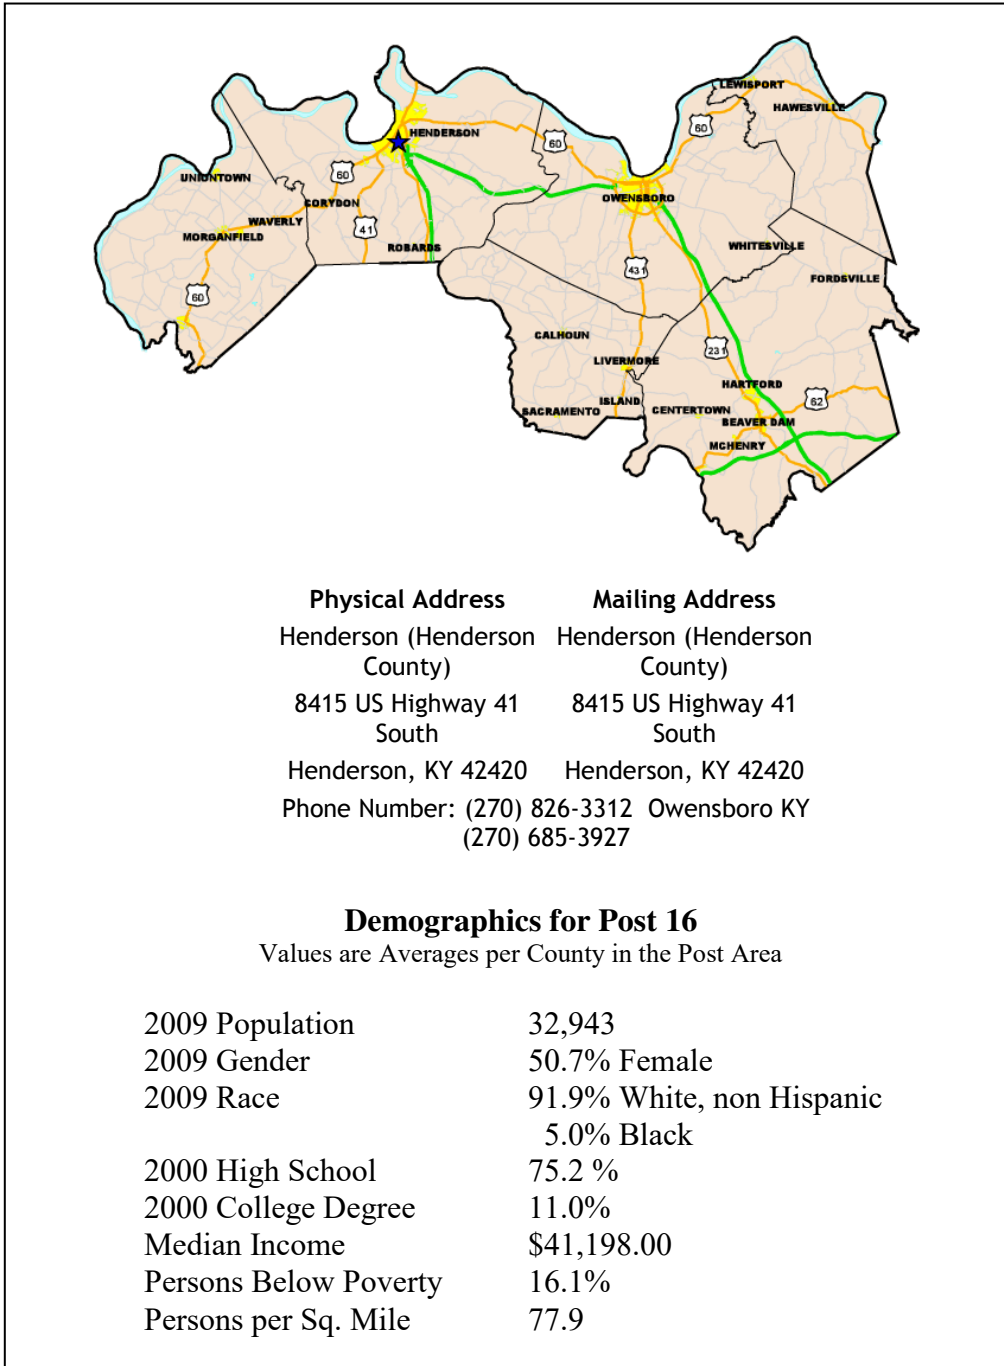 LEWISPORT
HAWESVILLE
60
HENDERSON
60
60
UNIONTOWN
OWENSBORO
CORYDON
WAVERLY
41
MORGANFIELD
ROBARDS
WHITESVILLE
431
FORDSVILLE
60
CALHOUN
231
LIVERMORE
HARTFORD
62
ISLAND
SACRAMENTO
CENTERTOWN
BEAVER DAM
MCHENRY
Physical Address Mailing Address
Henderson (Henderson Henderson (Henderson
County) County)
8415 US Highway 41 8415 US Highway 41
South South
Henderson, KY 42420 Henderson, KY 42420
Phone Number: (270) 826-3312 Owensboro KY
(270) 685-3927
Demographics for Post 16
Values are Averages per County in the Post Area
2009 Population 32,943
2009 Gender 50.7% Female
2009 Race 91.9% White, non Hispanic
5.0% Black
2000 High School 75.2 %
2000 College Degree 11.0%
Median Income $41,198.00
Persons Below Poverty 16.1%
Persons per Sq. Mile 77.9